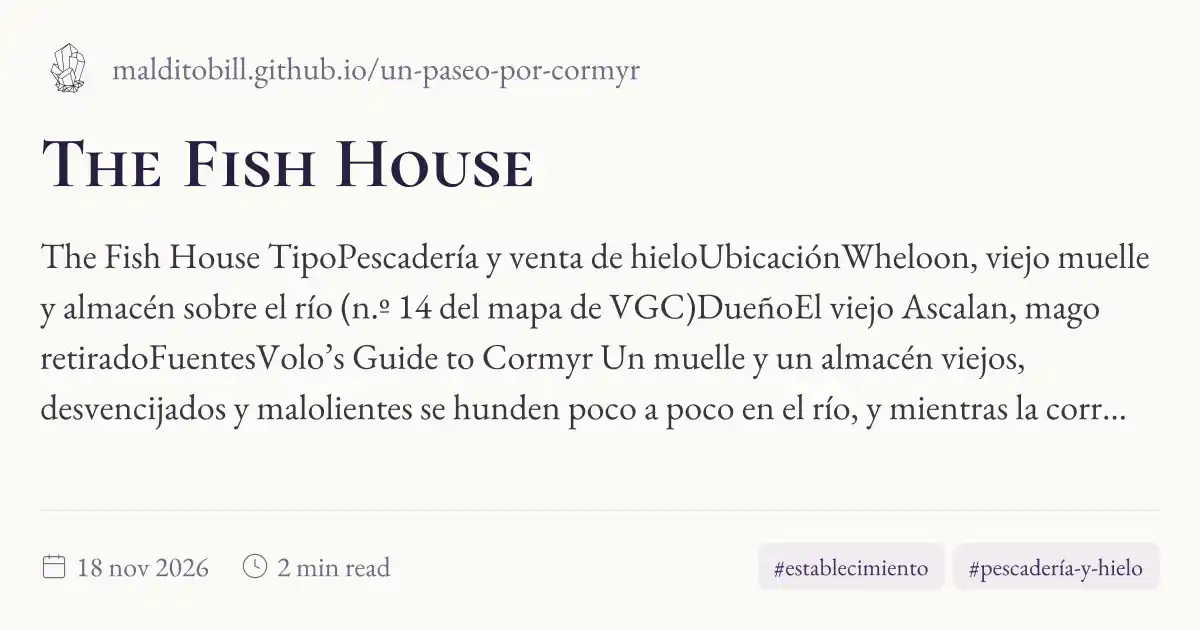 malditobill.github.io/un-paseo-por-cormyr
The Fish House
The Fish House TipoPescadería y venta de hieloUbicaciónWheloon, viejo muelle
y almacén sobre el río (n.º 14 del mapa de VGC)DueñoEl viejo Ascalan, mago
retiradoFuentesVolo’s Guide to Cormyr Un muelle y un almacén viejos,
desvencijados y malolientes se hunden poco a poco en el río, y mientras la corr...
18 nov 2026
2 min read
#establecimiento
#pescadería-y-hielo